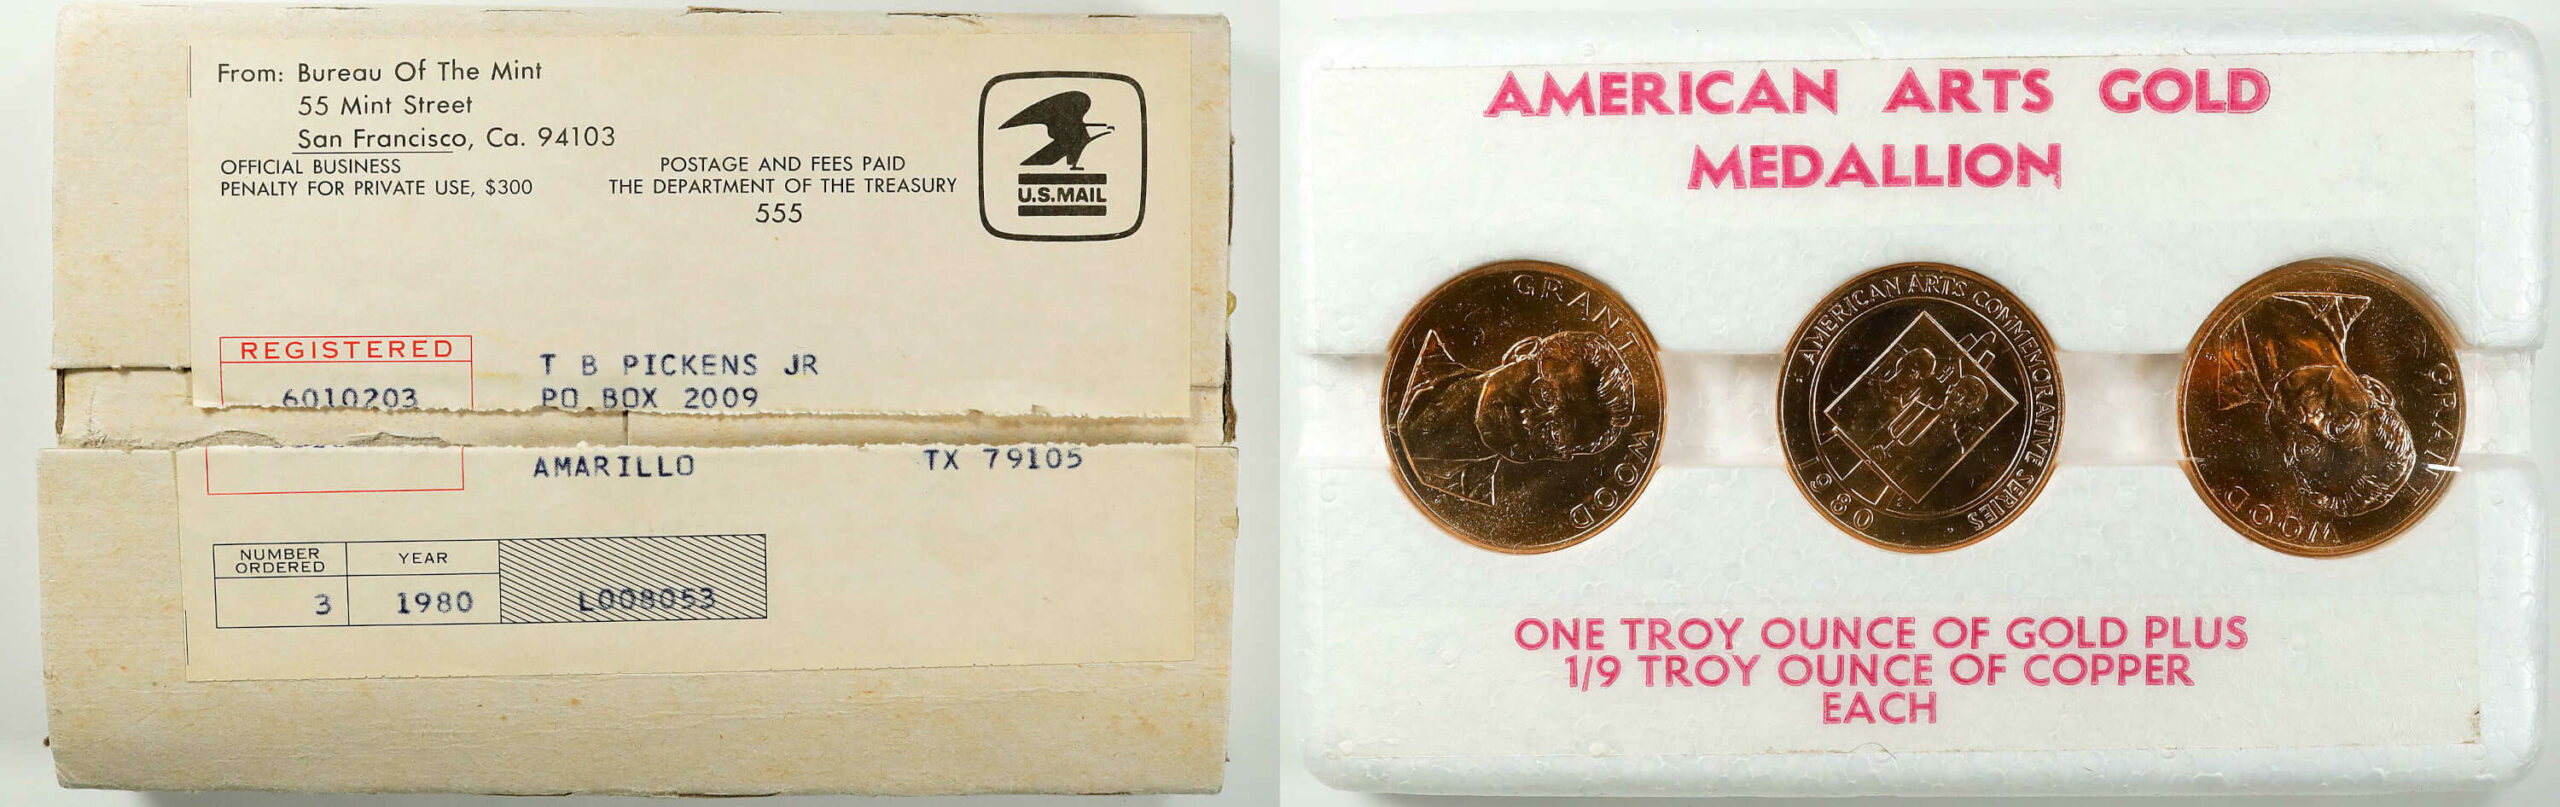 From: Bureau Of The Mint
55 Mint Street
San Francisco, Ca. 94103
OFFICIAL BUSINESS
PENALTY FOR PRIVATE USE, $300
POSTAGE AND FEES PAID
THE DEPARTMENT OF THE TREASURY
555
U.S.MAIL
REGISTERED
6010203
T B PICKENS JR
PO BOX 2009
AMARILLO TX 79105
NUMBER ORDERED
YEAR
3
1980
L008053
AMERICAN ARTS GOLD
MEDALLION
GRANT WOOD
AMERICAN ARTS COMMEMORATIVE SERIES
1980
GRANT WOOD
ONE TROY OUNCE OF GOLD PLUS
1/9 TROY OUNCE OF COPPER
EACH